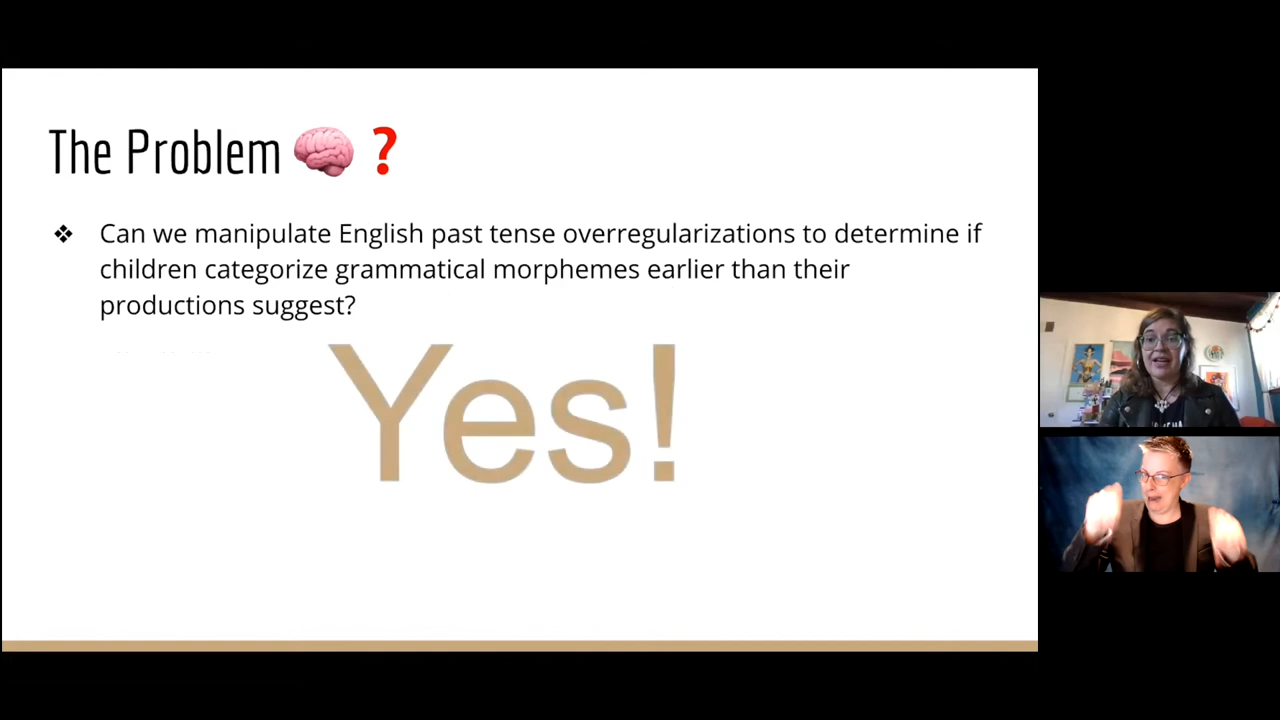 The Problem 🧠❓
❖ Can we manipulate English past tense overregularizations to determine if
children categorize grammatical morphemes earlier than their
productions suggest?
Yes!